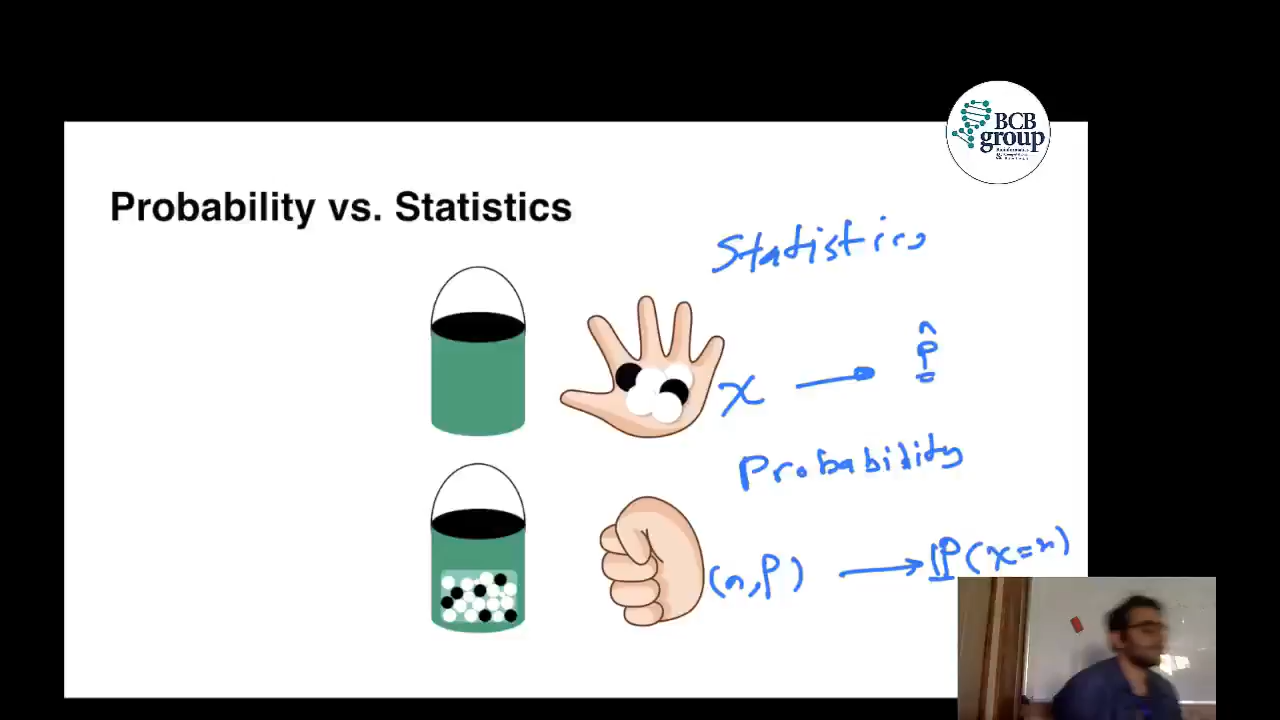 BCB
group
Probability vs. Statistics
Statistics
x → p̂
Probability
(n, p) → ℙ(x=n)